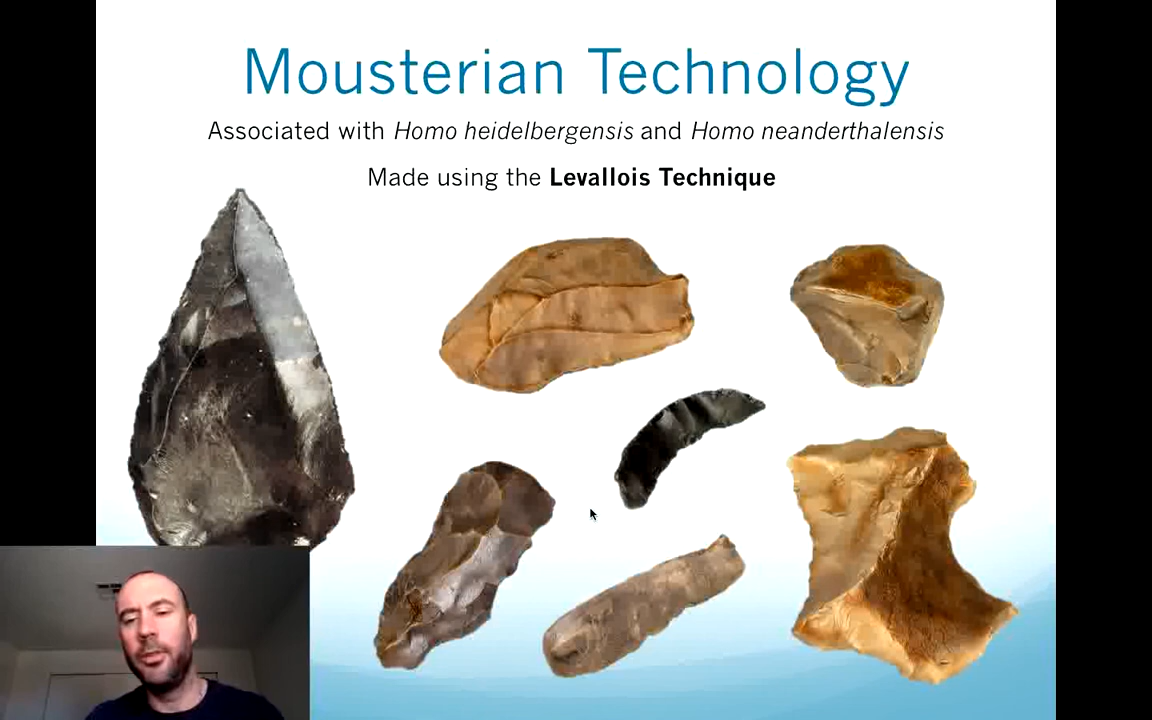 Mousterian Technology
Associated with Homo heidelbergensis and Homo neanderthalensis
Made using the Levallois Technique